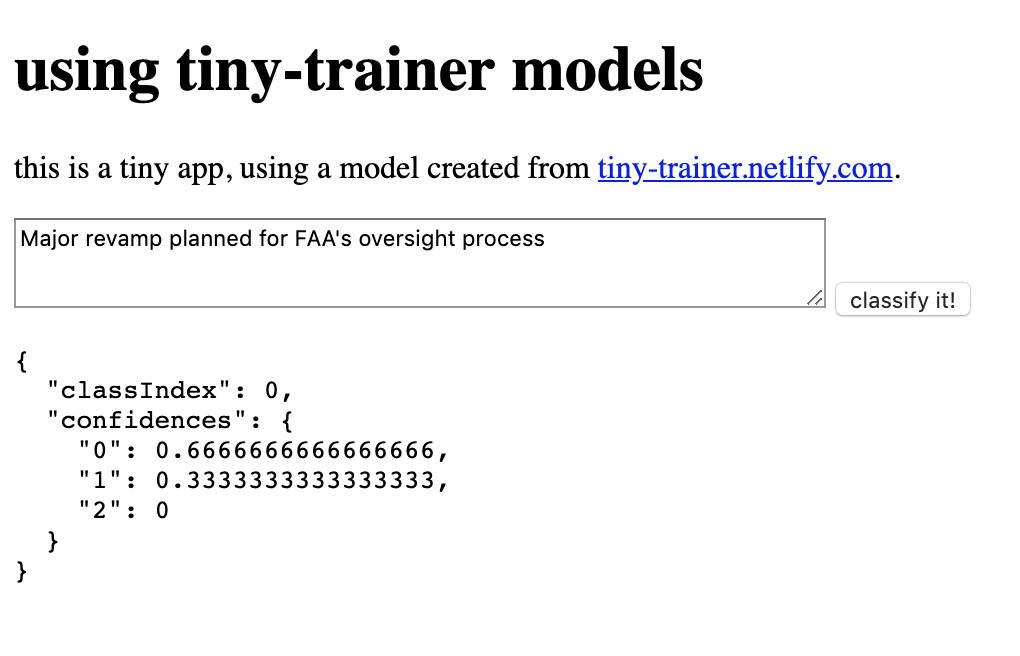 using tiny-trainer models
this is a tiny app, using a model created from tiny-trainer.netlify.com.
Major revamp planned for FAA's oversight process
classify it!
{
  "classIndex": 0,
  "confidences": {
    "0": 0.6666666666666666,
    "1": 0.3333333333333333,
    "2": 0
  }
}